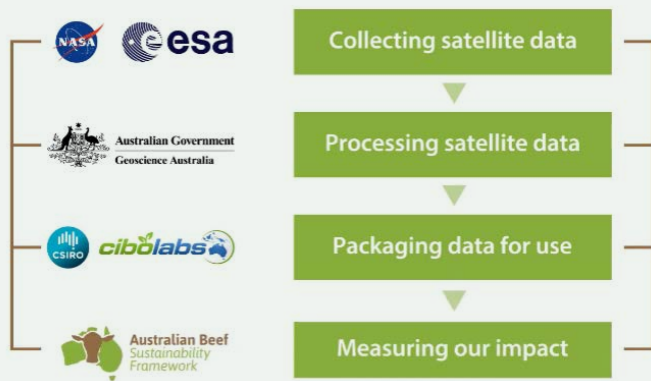 NASA
esa
Collecting satellite data
Australian Government
Geoscience Australia
Processing satellite data
CSIRO
cibolabs
Packaging data for use
Australian Beef
Sustainability
Framework
Measuring our impact